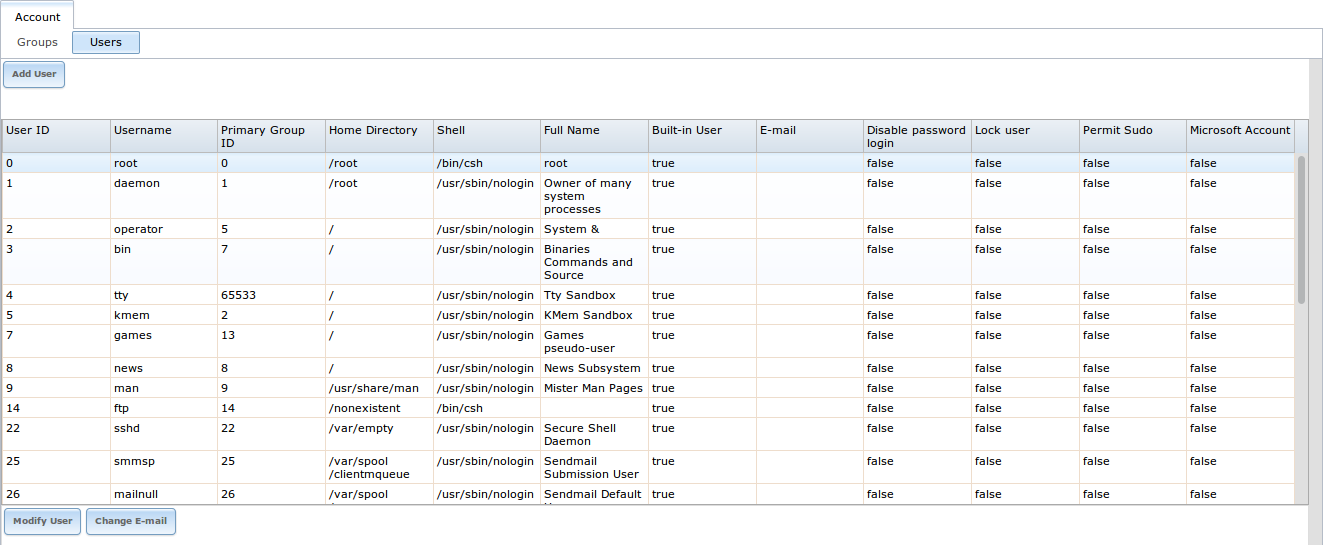 Account
Groups Users
Add User
User ID Username Primary Group ID Home Directory Shell Full Name Built-in User E-mail Disable password login Lock user Permit Sudo Microsoft Account
0 root 0 /root /bin/csh root true false false false false
1 daemon 1 /root /usr/sbin/nologin Owner of many system processes true false false false false
2 operator 5 / /usr/sbin/nologin System & true false false false false
3 bin 7 / /usr/sbin/nologin Binaries Commands and Source true false false false false
4 tty 65533 / /usr/sbin/nologin Tty Sandbox true false false false false
5 kmem 2 / /usr/sbin/nologin KMem Sandbox true false false false false
7 games 13 / /usr/sbin/nologin Games pseudo-user true false false false false
8 news 8 / /usr/sbin/nologin News Subsystem true false false false false
9 man 9 /usr/share/man /usr/sbin/nologin Mister Man Pages true false false false false
14 ftp 14 /nonexistent /bin/csh true false false false false
22 sshd 22 /var/empty /usr/sbin/nologin Secure Shell Daemon true false false false false
25 smmsp 25 /var/spool /clientmqueue /usr/sbin/nologin Sendmail Submission User true false false false false
26 mailnull 26 /var/spool /usr/sbin/nologin Sendmail Default true false false false false
Modify User Change E-mail